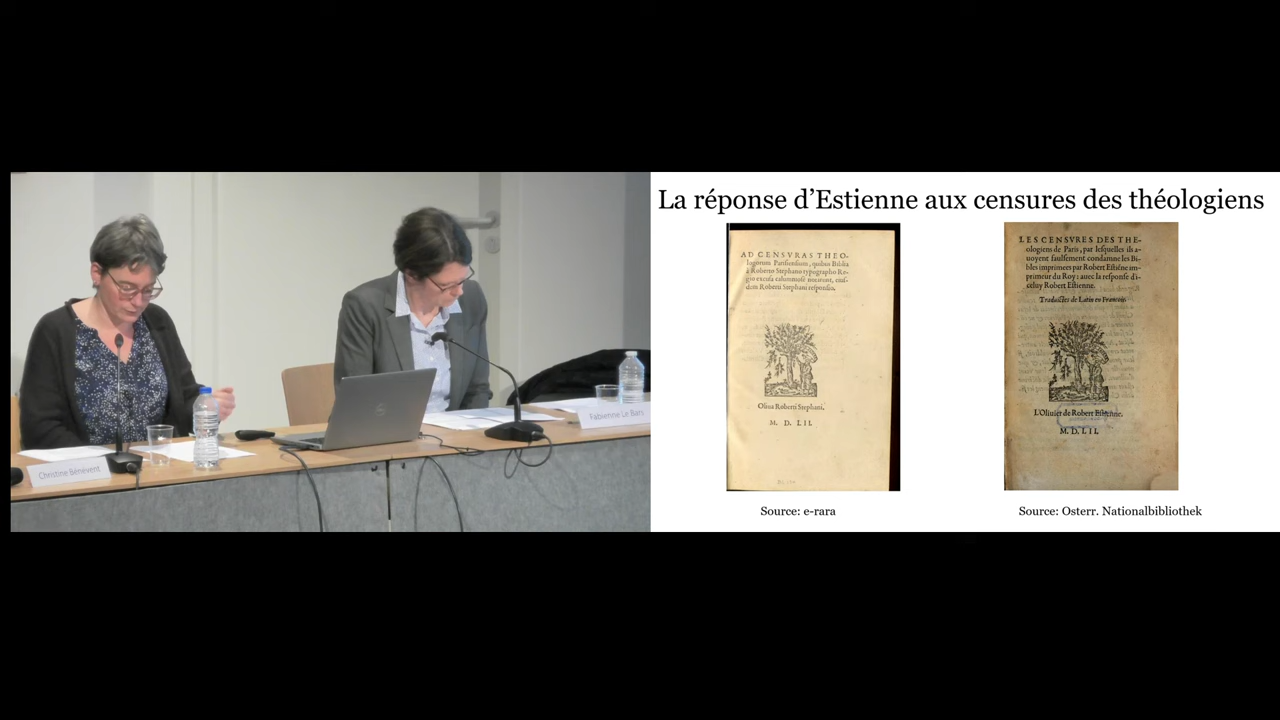 La réponse d’Estienne aux censures des théologiens
AD CENSVRAS THEO-
logorum Parisiensium, quibus Biblia
à Roberto Stephano typographo Re-
gio excusa calumniose notarunt, eius-
dem Roberti Stephani responsio.
Oliua Roberti Stephani.
M. D. LII.
Source: e-rara
LES CENSVRES DES THE-
ologiens de Paris, par lesquelles ils a-
uoyent faulsement condamne les Bi-
bles imprimees par Robert Estiẽne im-
primeur du Roy: auec la response d'i-
celuy Robert Estienne.
Traduictes de Latin en Francois.
L'Oliuier de Robert Estienne.
M. D. LII.
Source: Osterr. Nationalbibliothek
Christine Bénévent
Fabienne Le Bars